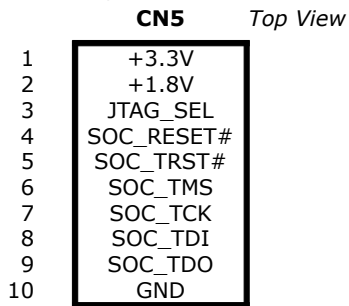 CN5 Top View
1 +3.3V
2 +1.8V
3 JTAG_SEL
4 SOC_RESET#
5 SOC_TRST#
6 SOC_TMS
7 SOC_TCK
8 SOC_TDI
9 SOC_TDO
10 GND